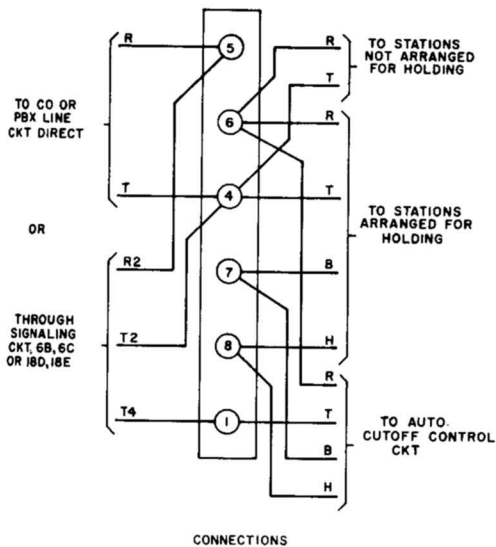 R
TO CO OR
PBX LINE
CKT DIRECT
T
OR
R2
THROUGH
SIGNALING
CKT, 6B, 6C
OR 18D, 18E
T2
T4
5
6
4
7
8
1
R
TO STATIONS
NOT ARRANGED
FOR HOLDING
T
R
T
TO STATIONS
ARRANGED FOR
HOLDING
B
H
R
T
TO AUTO-
CUTOFF CONTROL
CKT
B
H
CONNECTIONS